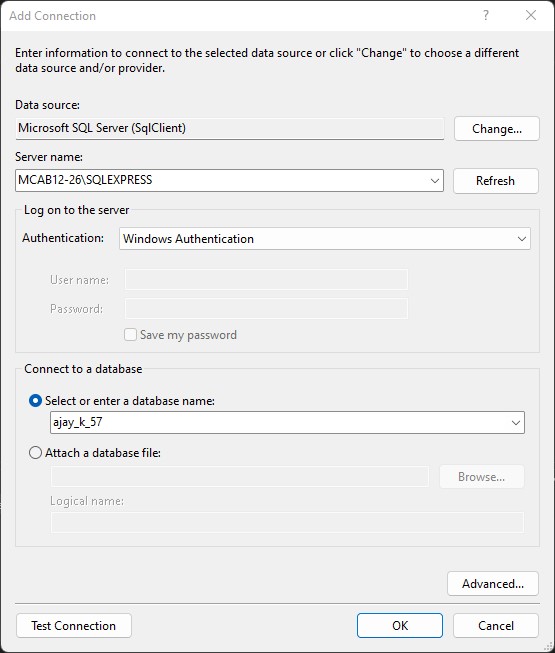 Add Connection
?
Enter information to connect to the selected data source or click "Change" to choose a different
data source and/or provider.
Data source:
Microsoft SQL Server (SqlClient)
Change...
Server name:
MCAB12-26\SQLEXPRESS
Refresh
Log on to the server
Authentication:
Windows Authentication
User name:
Password:
Save my password
Connect to a database
Select or enter a database name:
ajay_k_57
Attach a database file:
Browse...
Logical name:
Advanced...
Test Connection
OK
Cancel